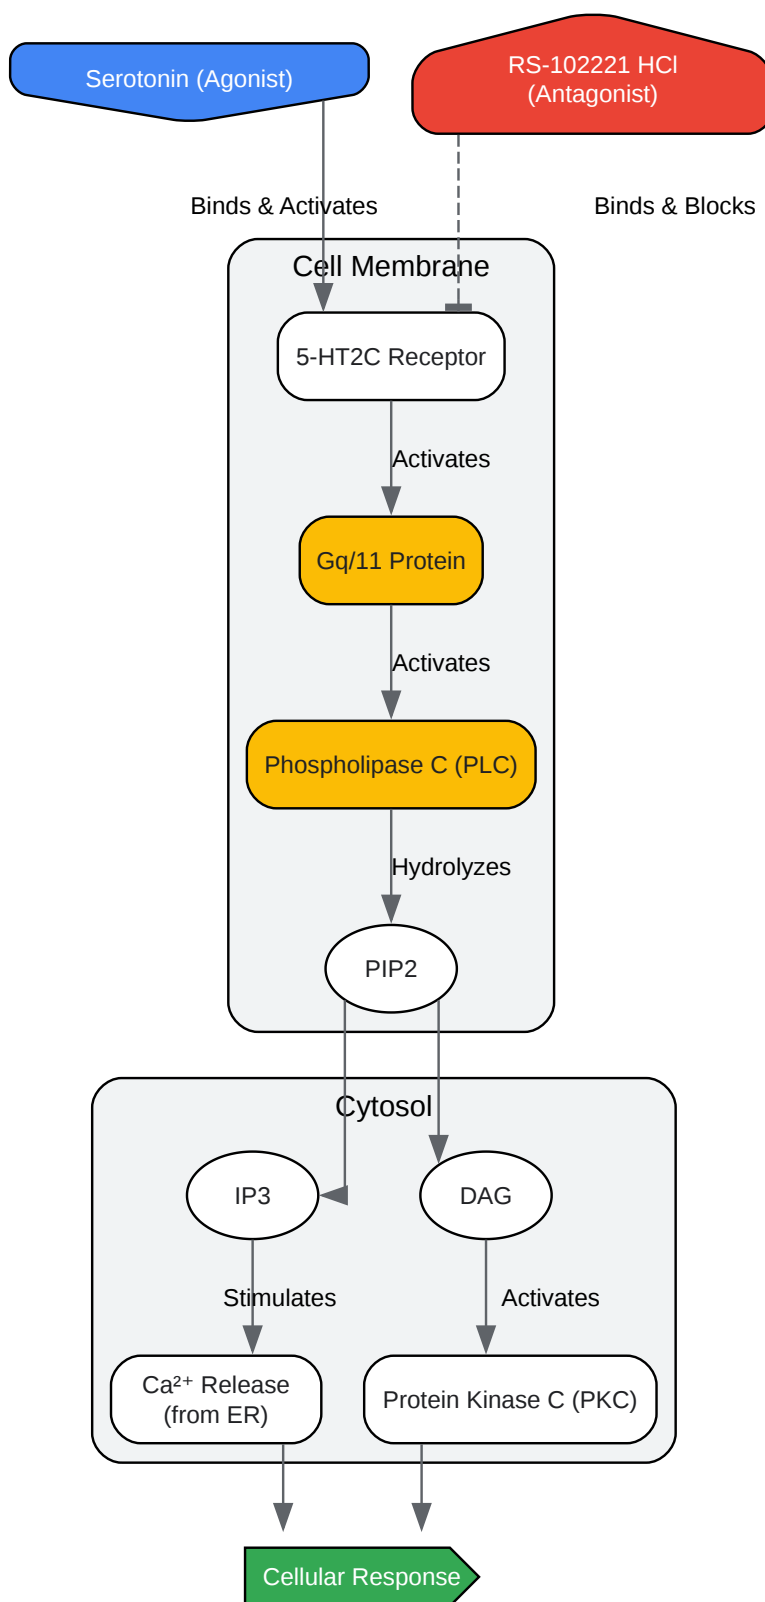 Serotonin (Agonist)
RS-102221 HCl
(Antagonist)
Binds & Activates
Binds & Blocks
Cell Membrane
5-HT2C Receptor
Activates
Gq/11 Protein
Activates
Phospholipase C (PLC)
Hydrolyzes
PIP2
Cytosol
IP3
DAG
Stimulates
Activates
Ca²⁺ Release
(from ER)
Protein Kinase C (PKC)
Cellular Response